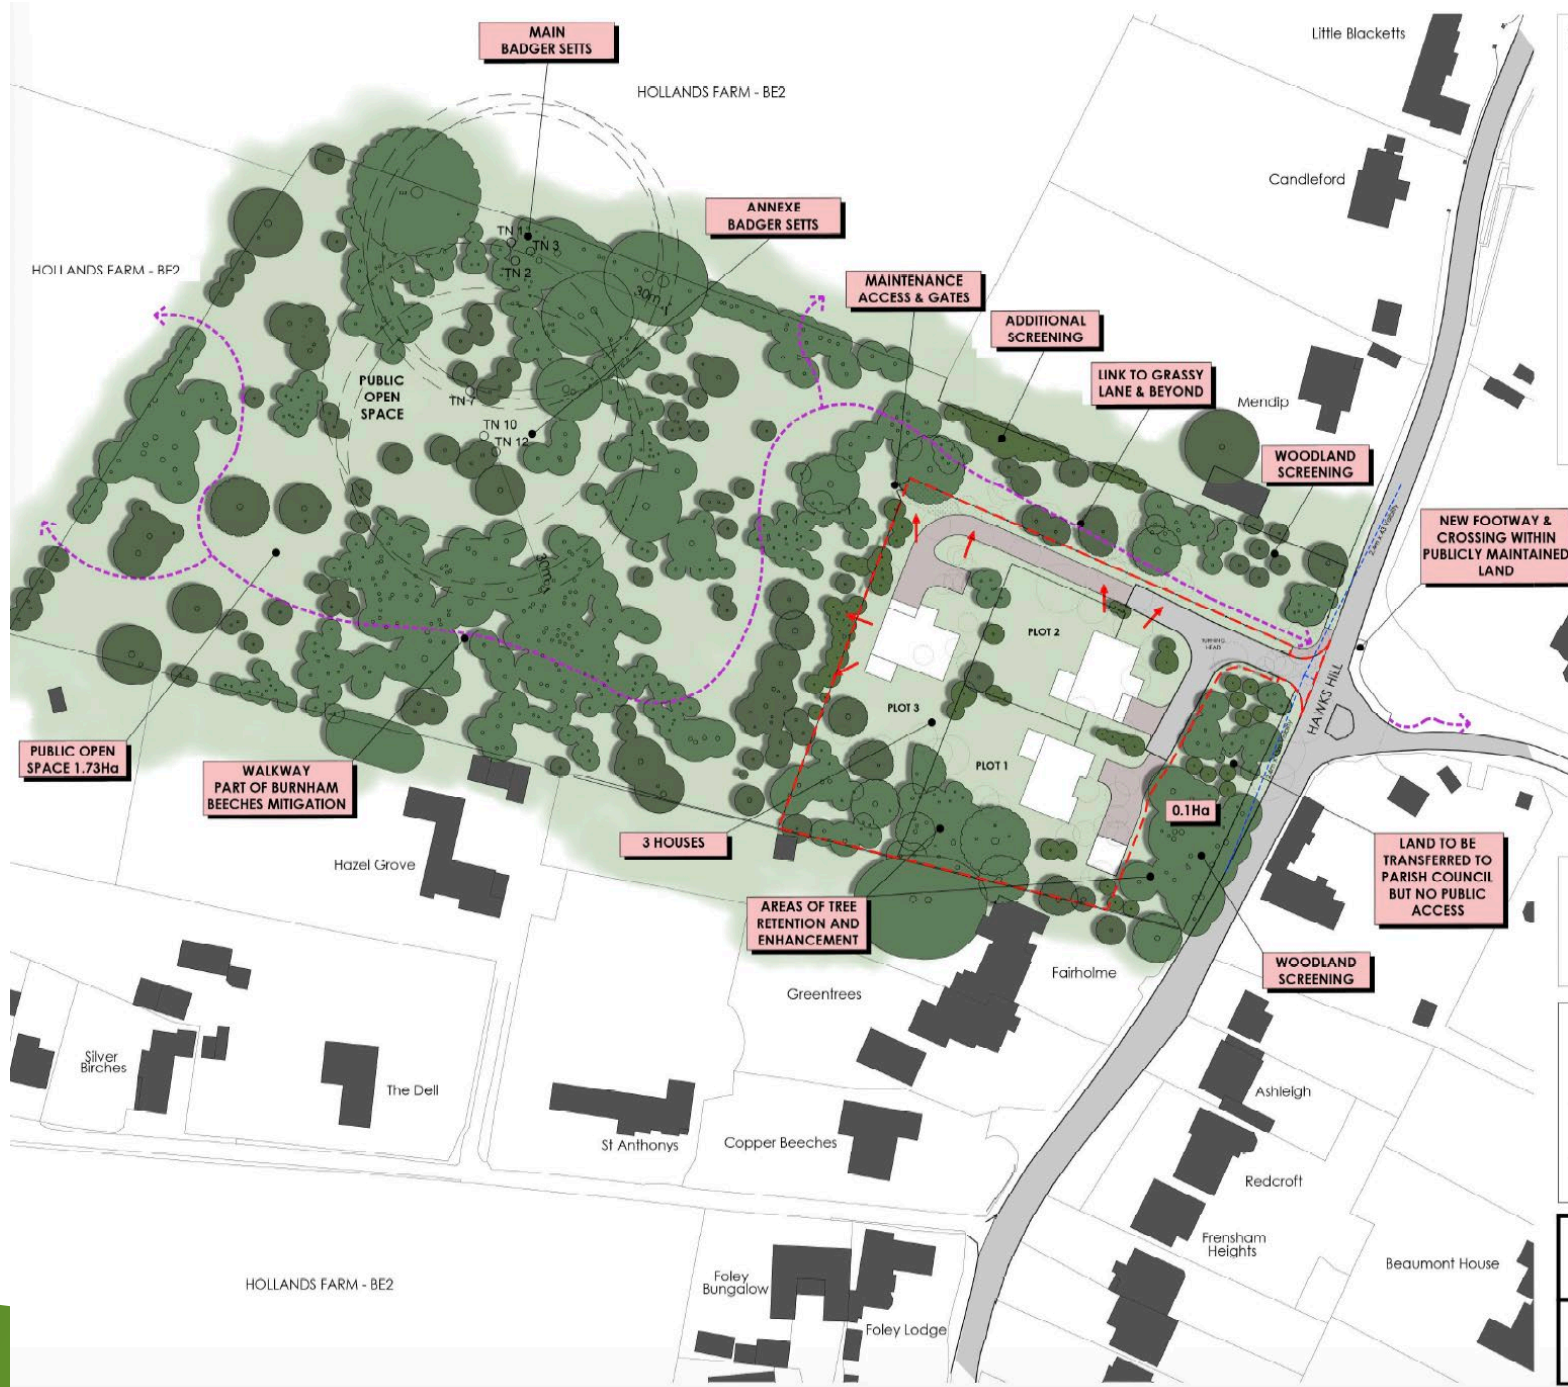 Little Blacketts
MAIN
BADGER SETTS
HOLLANDS FARM - BE2
Candleford
ANNEXE
BADGER SETTS
TN 1
TN 3
TN 2
HOLLANDS FARM - BE2
MAINTENANCE
ACCESS & GATES
30m
ADDITIONAL
SCREENING
LINK TO GRASSY
LANE & BEYOND
PUBLIC
OPEN
SPACE
TN 7
Mendip
TN 10
TN 12
WOODLAND
SCREENING
NEW FOOTWAY &
CROSSING WITHIN
PUBLICLY MAINTAINED
LAND
30m
PLOT 2
TURNING
HEAD
HAWKS HILL
PLOT 3
PUBLIC OPEN
SPACE 1.73Ha
WALKWAY
PART OF BURNHAM
BEECHES MITIGATION
PLOT 1
0.1Ha
3 HOUSES
LAND TO BE
TRANSFERRED TO
PARISH COUNCIL
BUT NO PUBLIC
ACCESS
Hazel Grove
AREAS OF TREE
RETENTION AND
ENHANCEMENT
WOODLAND
SCREENING
Fairholme
Greentrees
Silver
Birches
The Dell
Ashleigh
St Anthonys
Copper Beeches
Redcroft
Frensham
Heights
Beaumont House
HOLLANDS FARM - BE2
Foley
Bungalow
Foley Lodge